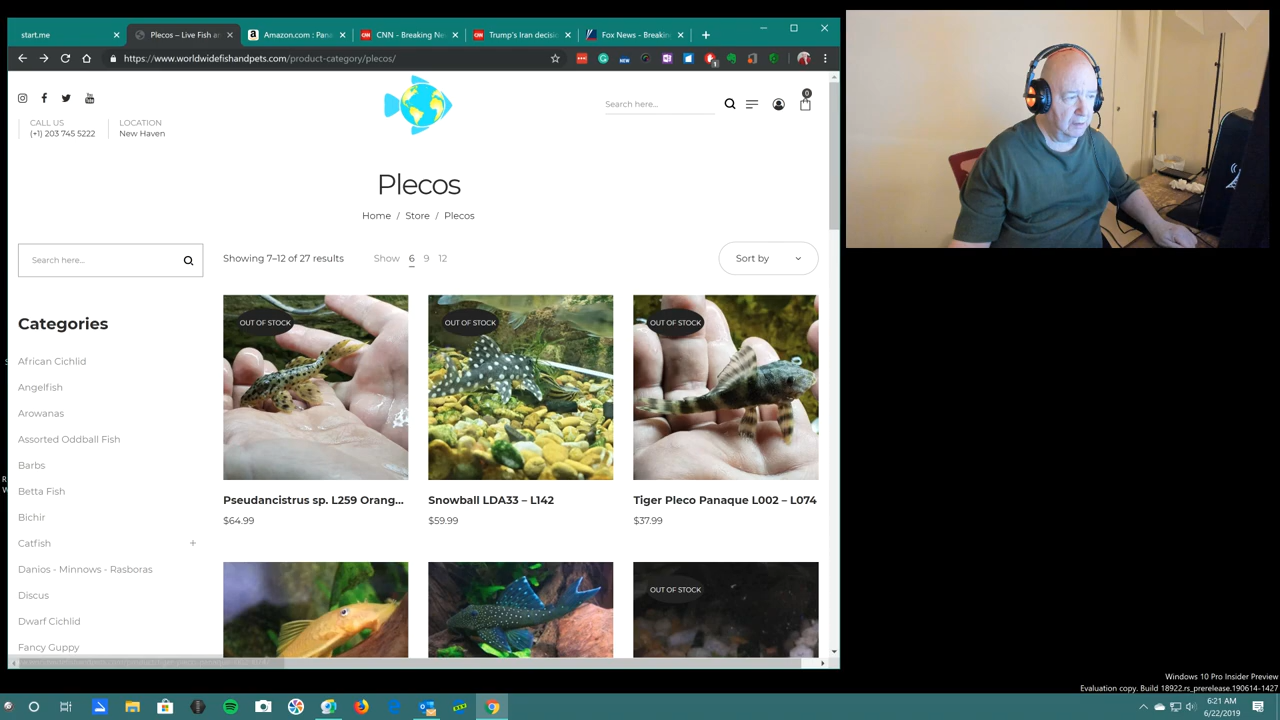 start.me
Plecos – Live Fish an
Amazon.com : Pana
CNN - Breaking Ne
Trump's Iran decisio
Fox News - Breakin
https://www.worldwidefishandpets.com/product-category/plecos/
CALL US
(+1) 203 745 5222
LOCATION
New Haven
Search here...
0
Plecos
Home / Store / Plecos
Search here...
Showing 7–12 of 27 results
Show 6 9 12
Sort by
Categories
African Cichlid
Angelfish
Arowanas
Assorted Oddball Fish
Barbs
Betta Fish
Bichir
Catfish +
Danios - Minnows - Rasboras
Discus
Dwarf Cichlid
Fancy Guppy
OUT OF STOCK
OUT OF STOCK
OUT OF STOCK
Pseudancistrus sp. L259 Orang...
$64.99
Snowball LDA33 – L142
$59.99
Tiger Pleco Panaque L002 – L074
$37.99
OUT OF STOCK
Windows 10 Pro Insider Preview
Evaluation copy. Build 18922.rs_prerelease.190614-1427
6:21 AM
6/22/2019